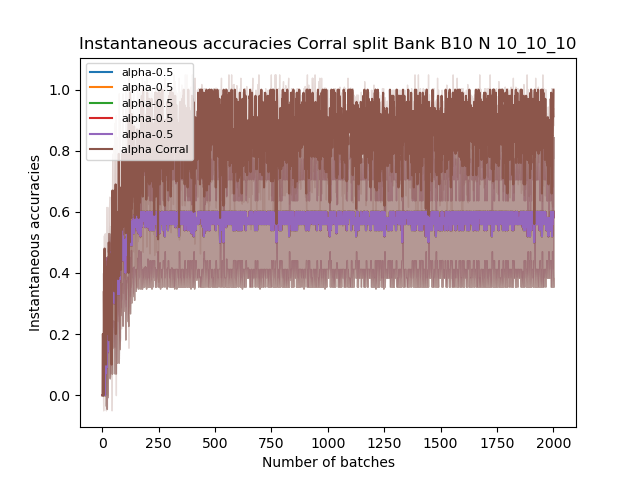 Instantaneous accuracies Corral split Bank B10 N 10_10_10
alpha-0.5
alpha-0.5
alpha-0.5
alpha-0.5
alpha-0.5
alpha Corral
Instantaneous accuracies
1.0
0.8
0.6
0.4
0.2
0.0
0 250 500 750 1000 1250 1500 1750 2000
Number of batches